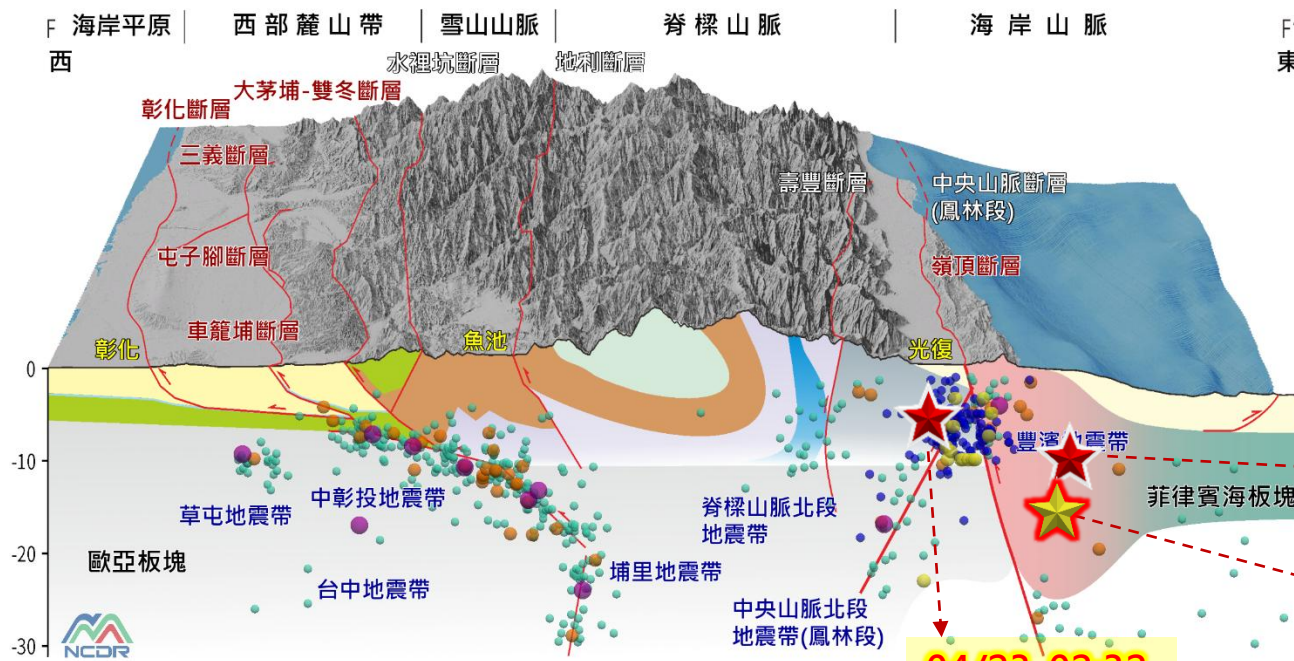 F 海岸平原 西部麓山帶 雪山山脈 脊樑山脈 海岸山脈 F'
西 東
水裡坑斷層 地利斷層
大茅埔-雙冬斷層
彰化斷層
三義斷層
壽豐斷層
中央山脈斷層
(鳳林段)
屯子腳斷層
嶺頂斷層
車籠埔斷層
彰化 魚池 光復
0
-10
-20
-30
豐濱地震帶
草屯地震帶
中彰投地震帶
脊樑山脈北段
地震帶
菲律賓海板塊
歐亞板塊
台中地震帶
埔里地震帶
中央山脈北段
地震帶(鳳林段)
NCDR